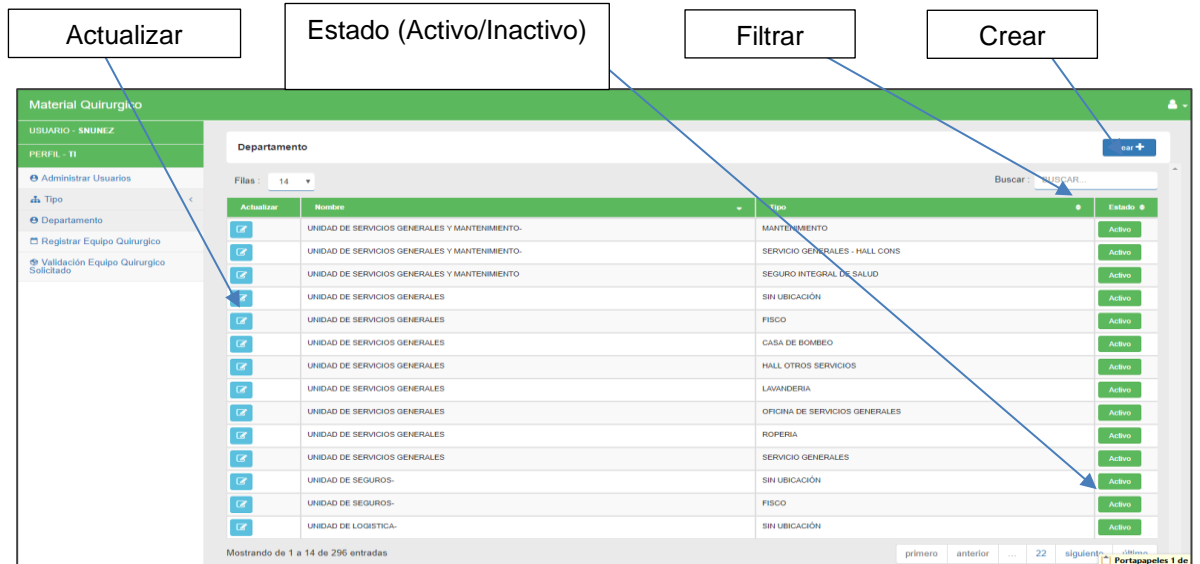 Actualizar
Estado (Activo/Inactivo)
Filtrar
Crear
Material Quirurgico
USUARIO - SNUNEZ
PERFIL - TI
Administrar Usuarios
Tipo
Departamento
Registrar Equipo Quirurgico
Validación Equipo Quirurgico
Solicitado
Departamento
ear
Filas : 14
Buscar : BUSCAR...
Actualizar Nombre Tipo Estado
UNIDAD DE SERVICIOS GENERALES Y MANTENIMIENTO- MANTENIMIENTO Activo
UNIDAD DE SERVICIOS GENERALES Y MANTENIMIENTO- SERVICIO GENERALES - HALL CONS Activo
UNIDAD DE SERVICIOS GENERALES Y MANTENIMIENTO SEGURO INTEGRAL DE SALUD Activo
UNIDAD DE SERVICIOS GENERALES SIN UBICACIÓN Activo
UNIDAD DE SERVICIOS GENERALES FISCO Activo
UNIDAD DE SERVICIOS GENERALES CASA DE BOMBEO Activo
UNIDAD DE SERVICIOS GENERALES HALL OTROS SERVICIOS Activo
UNIDAD DE SERVICIOS GENERALES LAVANDERIA Activo
UNIDAD DE SERVICIOS GENERALES OFICINA DE SERVICIOS GENERALES Activo
UNIDAD DE SERVICIOS GENERALES ROPERIA Activo
UNIDAD DE SERVICIOS GENERALES SERVICIO GENERALES Activo
UNIDAD DE SEGUROS- SIN UBICACIÓN Activo
UNIDAD DE SEGUROS- FISCO Activo
UNIDAD DE LOGISTICA- SIN UBICACIÓN Activo
Mostrando de 1 a 14 de 296 entradas primero anterior ... 22 siguiente último
Portapapeles 1 de